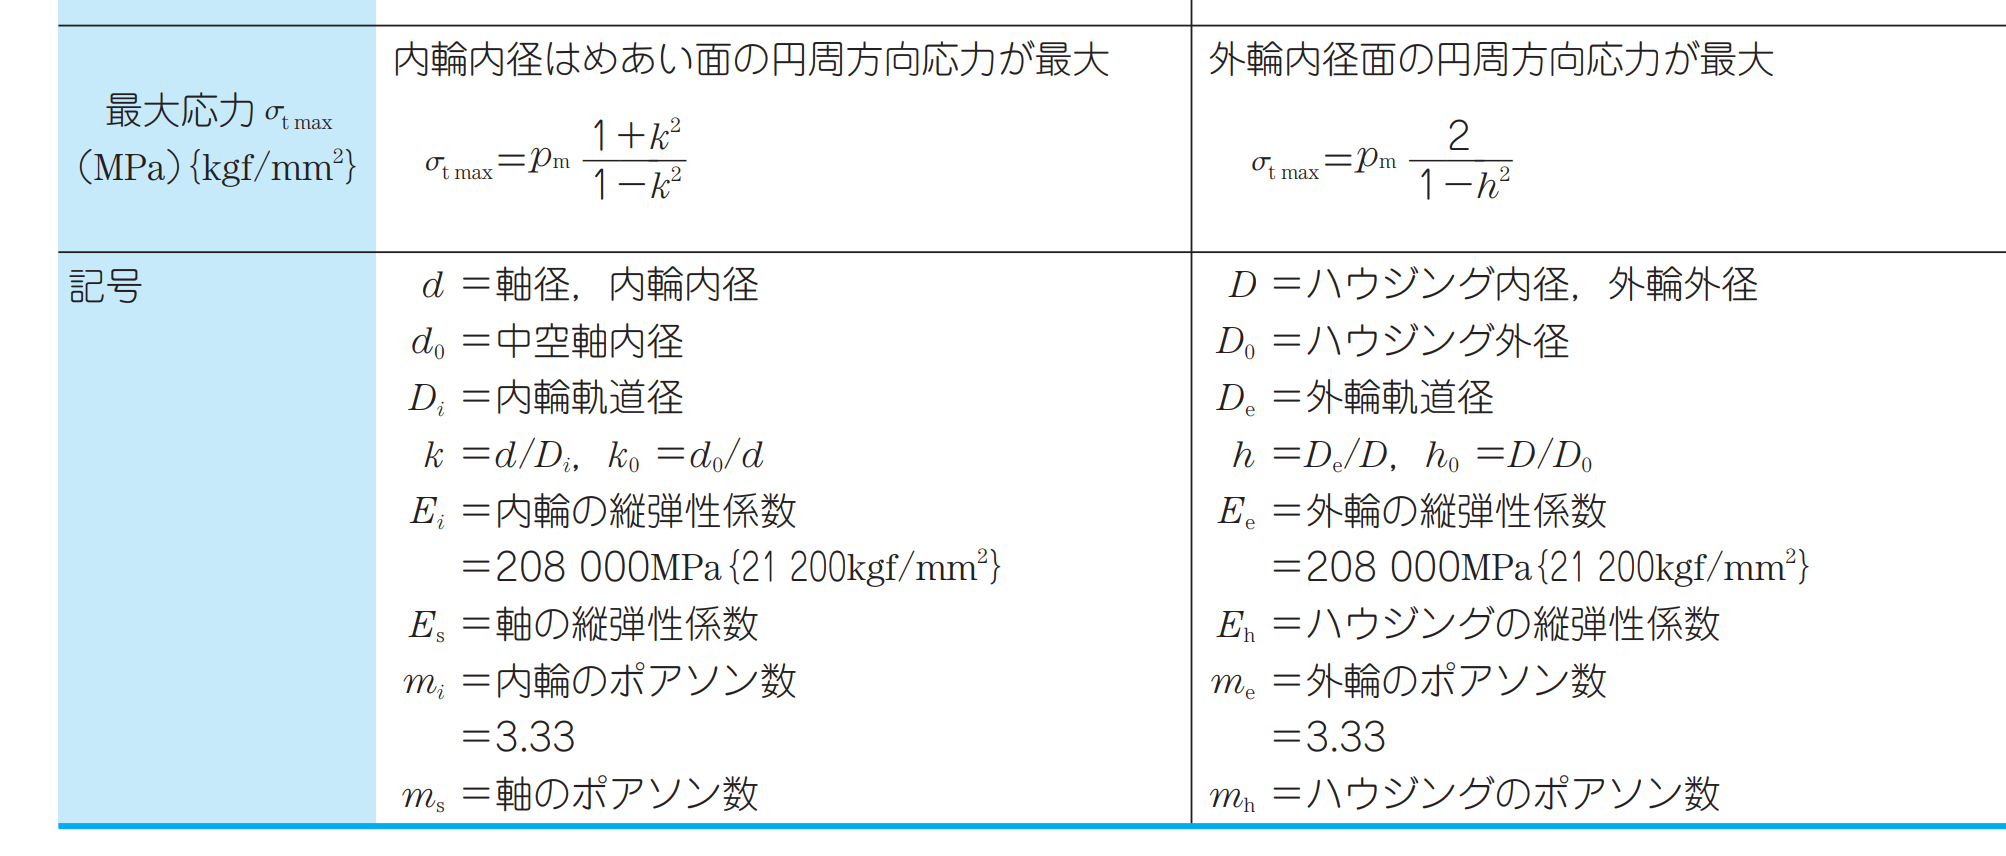 最大応力 σt max
（MPa）{kgf/mm²}
内輪内径はめあい面の円周方向応力が最大
σt max＝pm (1＋k²)/(1－k²)
外輪内径面の円周方向応力が最大
σt max＝pm 2/(1－h²)
記号
d ＝軸径，内輪内径
d₀ ＝中空軸内径
Di ＝内輪軌道径
k ＝d/Di，k₀ ＝d₀/d
Ei ＝内輪の縦弾性係数
＝208 000MPa{21 200kgf/mm²}
Es ＝軸の縦弾性係数
mi ＝内輪のポアソン数
＝3.33
ms ＝軸のポアソン数
D ＝ハウジング内径，外輪外径
D₀ ＝ハウジング外径
De ＝外輪軌道径
h ＝De/D，h₀ ＝D/D₀
Ee ＝外輪の縦弾性係数
＝208 000MPa{21 200kgf/mm²}
Eh ＝ハウジングの縦弾性係数
me ＝外輪のポアソン数
＝3.33
mh ＝ハウジングのポアソン数